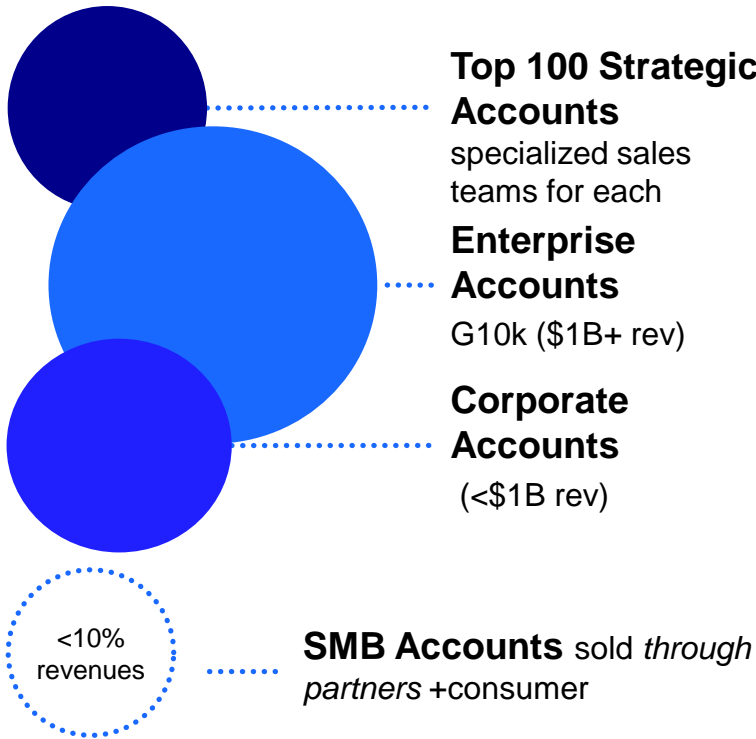 Top 100 Strategic
Accounts
specialized sales
teams for each
Enterprise
Accounts
G10k ($1B+ rev)
Corporate
Accounts
(<$1B rev)
<10%
revenues
SMB Accounts sold through
partners +consumer